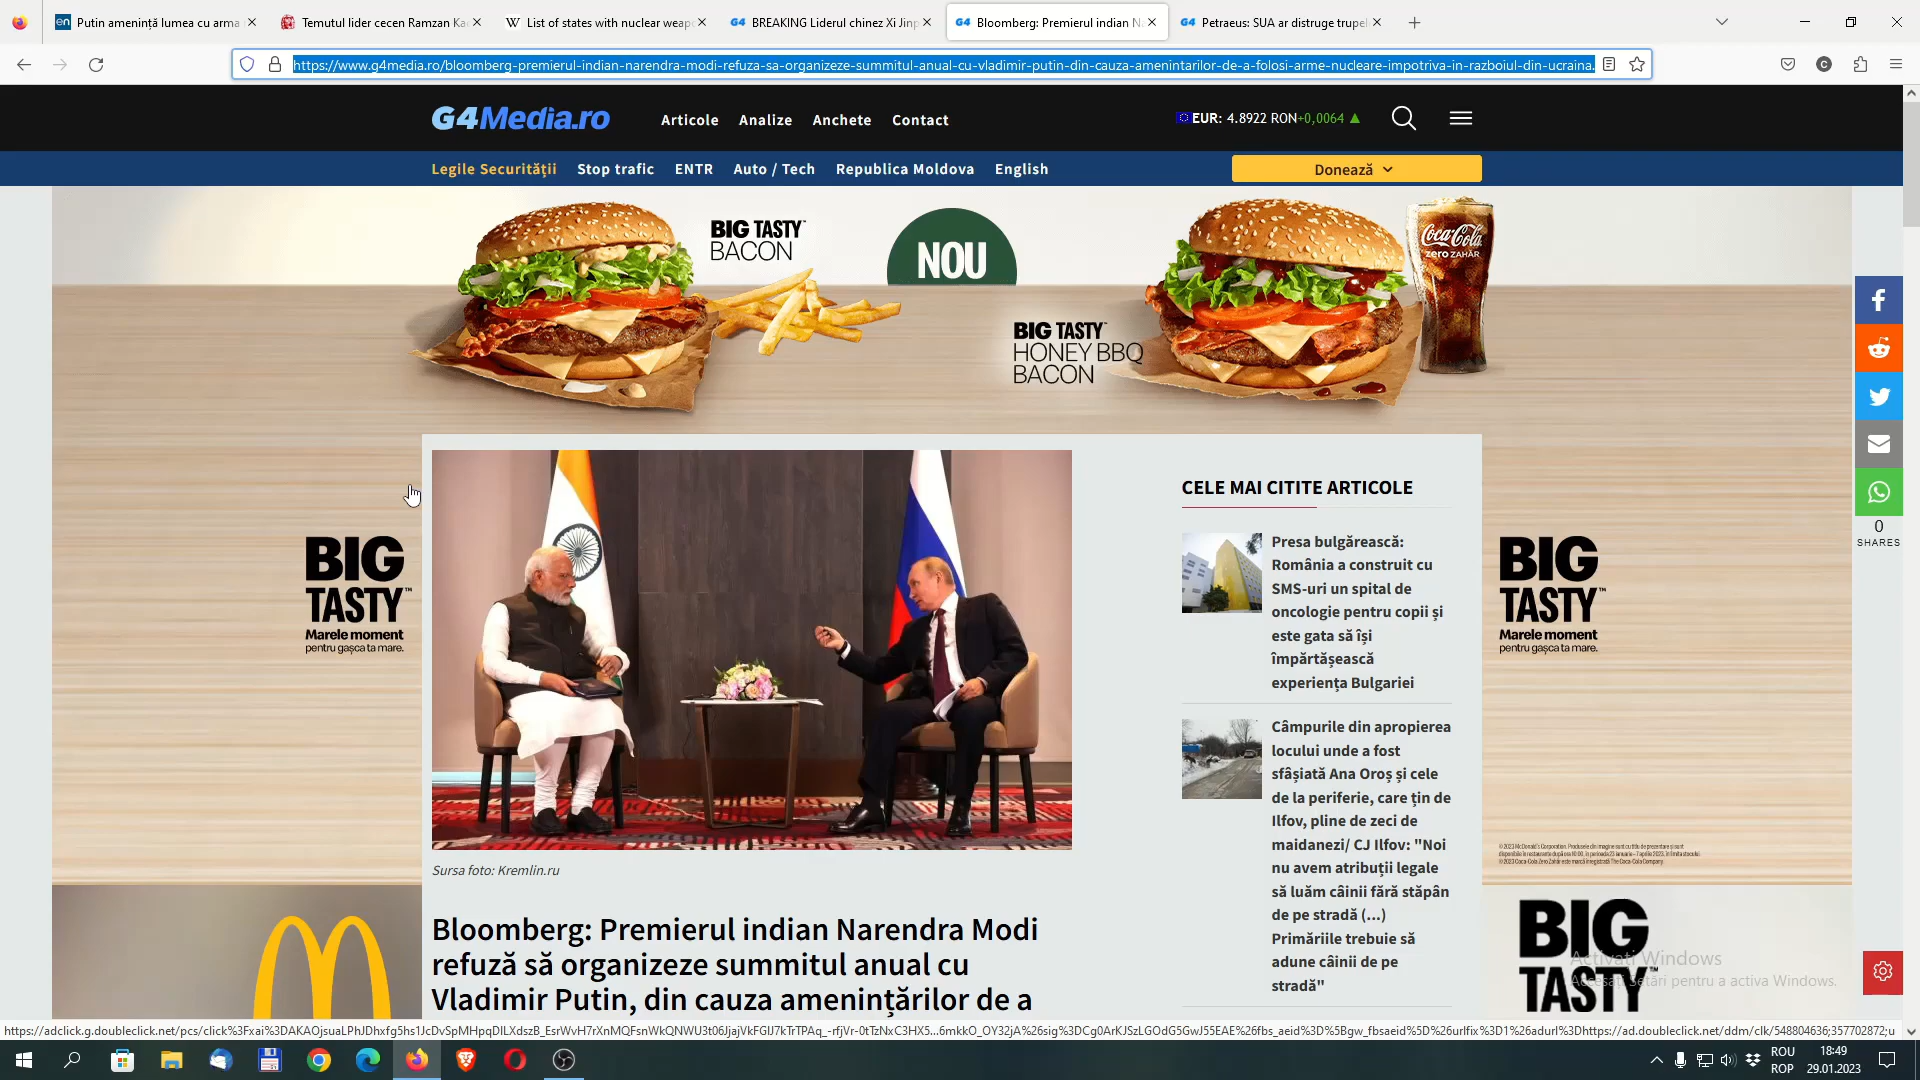 Putin amenință lumea cu arma
Temutul lider cecen Ramzan Ka
List of states with nuclear weap
BREAKING Liderul chinez Xi Jinp
Bloomberg: Premierul indian N
Petraeus: SUA ar distruge trupel
https://www.g4media.ro/bloomberg-premierul-indian-narendra-modi-refuza-sa-organizeze-summitul-anual-cu-vladimir-putin-din-cauza-amenintarilor-de-a-folosi-arme-nucleare-impotriva-in-razboiul-din-ucraina.
G4Media.ro
Articole Analize Anchete Contact
EUR: 4.8922 RON+0,0064
Legile Securității Stop trafic ENTR Auto / Tech Republica Moldova English
Donează
BIG TASTY™
BACON
NOU
BIG TASTY™
HONEY BBQ
BACON
Coca-Cola
zero ZAHĂR
0
SHARES
BIG
TASTY™
Marele moment
pentru gașca ta mare.
Sursa foto: Kremlin.ru
Bloomberg: Premierul indian Narendra Modi
refuză să organizeze summitul anual cu
Vladimir Putin, din cauza amenințărilor de a
CELE MAI CITITE ARTICOLE
Presa bulgărească:
România a construit cu
SMS-uri un spital de
oncologie pentru copii și
este gata să își
împărtășească
experiența Bulgariei
Câmpurile din apropierea
locului unde a fost
sfâșiată Ana Oroș și cele
de la periferie, care țin de
Ilfov, pline de zeci de
maidanezi/ CJ Ilfov: "Noi
nu avem atribuții legale
să luăm câinii fără stăpân
de pe stradă (...)
Primăriile trebuie să
adune câinii de pe
stradă"
BIG
TASTY™
Marele moment
pentru gașca ta mare.
BIG
TASTY™
Activați Windows
Accesați Setări pentru a activa Windows.
ROU
ROP
18:49
29.01.2023